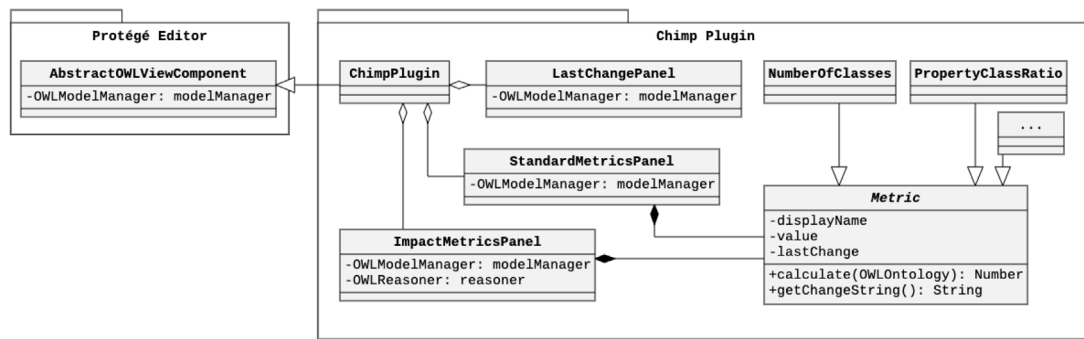 Protégé Editor
AbstractOWLViewComponent
-OWLModelManager: modelManager
Chimp Plugin
ChimpPlugin
LastChangePanel
-OWLModelManager: modelManager
NumberOfClasses
PropertyClassRatio
...
StandardMetricsPanel
-OWLModelManager: modelManager
ImpactMetricsPanel
-OWLModelManager: modelManager
-OWLReasoner: reasoner
Metric
-displayName
-value
-lastChange
+calculate(OWLOntology): Number
+getChangeString(): String